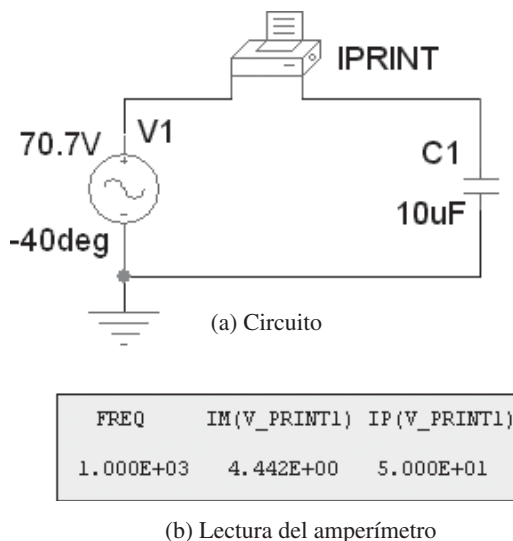 IPRINT
70.7V V1
C1
10uF
-40deg
(a) Circuito
FREQ IM(V_PRINT1) IP(V_PRINT1)
1.000E+03 4.442E+00 5.000E+01
(b) Lectura del amperímetro